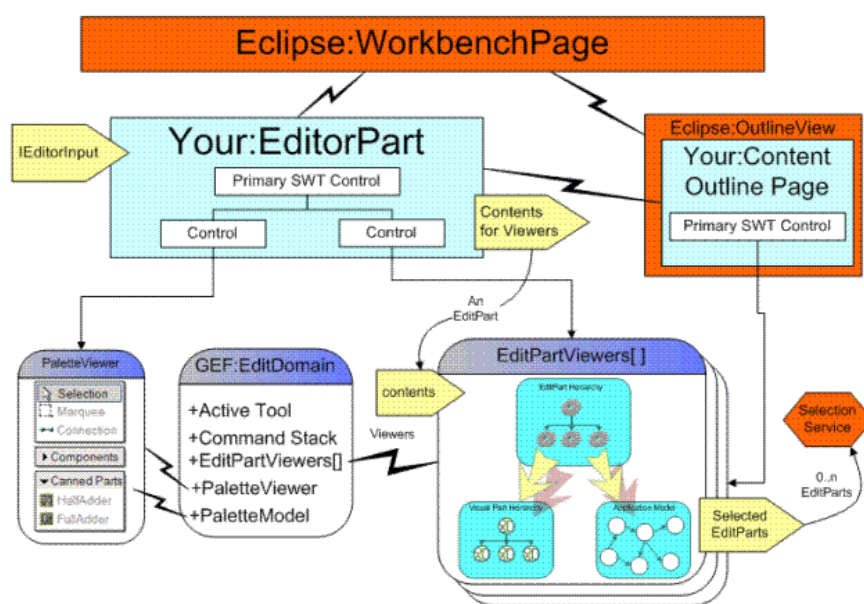 Eclipse:WorkbenchPage
IEditorInput
Your:EditorPart
Primary SWT Control
Control
Control
Contents
for Viewers
Eclipse:OutlineView
Your:Content
Outline Page
Primary SWT Control
An
EditPart
PaletteViewer
Selection
Marquee
Connection
Components
Canned Parts
HalfAdder
FullAdder
GEF:EditDomain
+Active Tool
+Command Stack
+EditPartViewers[]
+PaletteViewer
+PaletteModel
Viewers
contents
EditPartViewers[ ]
EditPart Hierarchy
Visual Part Hierarchy
Application Model
Selection
Service
0..n
EditParts
Selected
EditParts